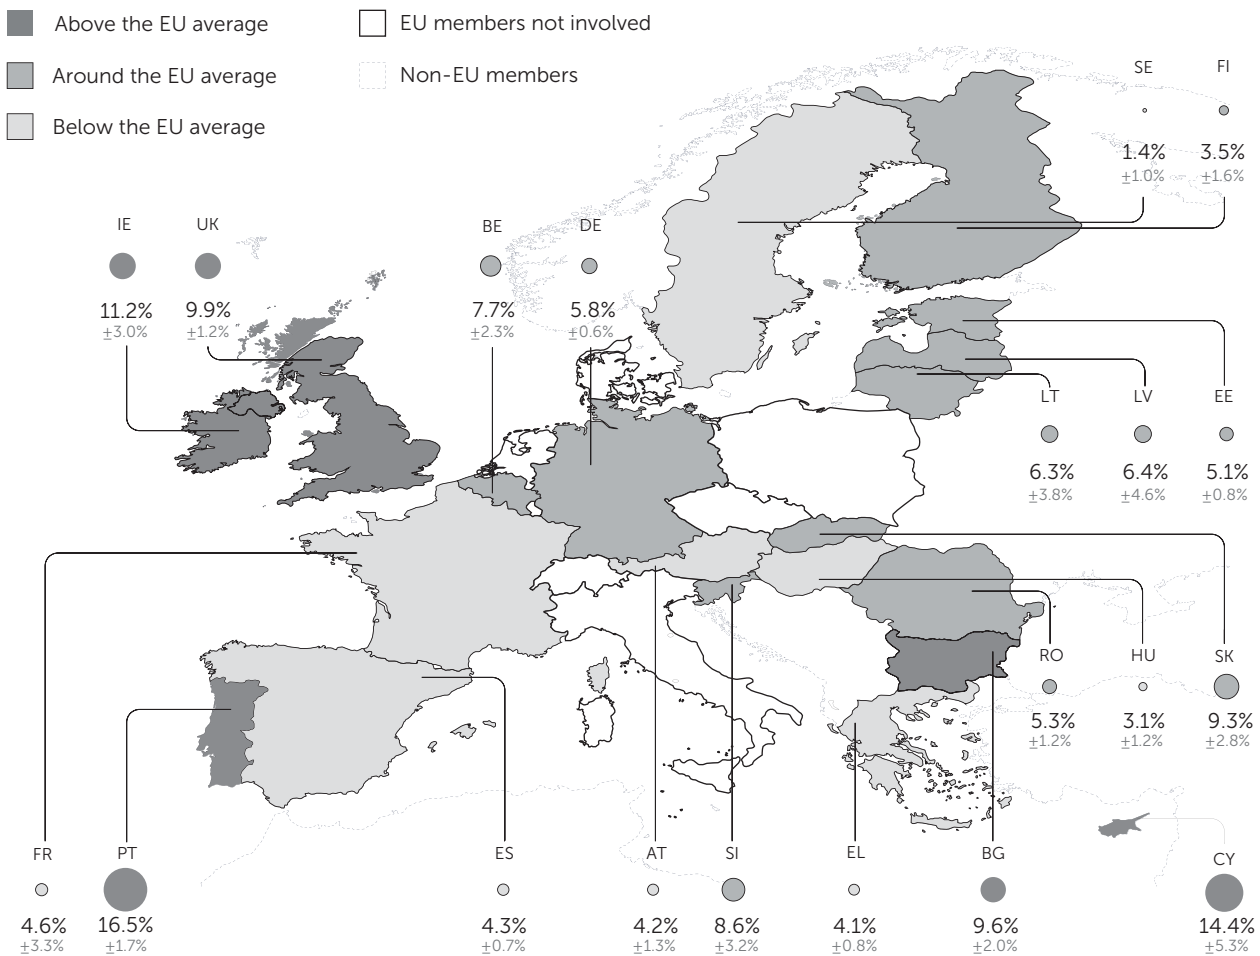 Above the EU average
EU members not involved
Around the EU average
Non-EU members
Below the EU average
SE
FI
1.4%
3.5%
±1.0%
±1.6%
IE
UK
BE
DE
11.2%
9.9%
7.7%
5.8%
±3.0%
±1.2%
±2.3%
±0.6%
LT
LV
EE
6.3%
6.4%
5.1%
±3.8%
±4.6%
±0.8%
RO
HU
SK
5.3%
3.1%
9.3%
±1.2%
±1.2%
±2.8%
FR
PT
ES
AT
SI
EL
BG
CY
4.6%
16.5%
4.3%
4.2%
8.6%
4.1%
9.6%
14.4%
±3.3%
±1.7%
±0.7%
±1.3%
±3.2%
±0.8%
±2.0%
±5.3%